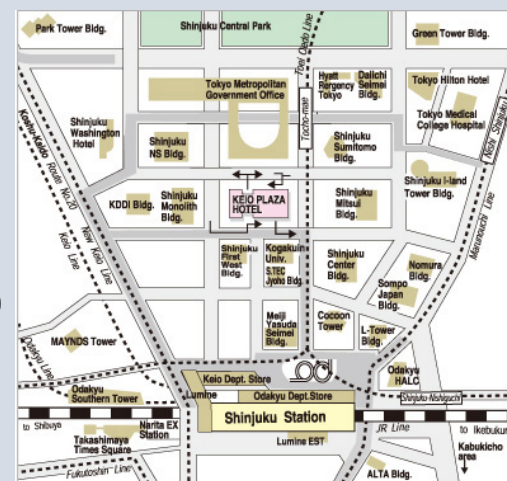 Park Tower Bldg.
Shinjuku Central Park
Green Tower Bldg.
Toei Oedo Line
Tokyo Metropolitan
Government Office
Hyatt
Regency
Tokyo
Daiichi
Seimei
Bldg.
Tokyo Hilton Hotel
Tocho-mae
Tokyo Medical
College Hospital
Nishi Shinjuku
Koshu-Kaido Route No.20
Shinjuku
Washington
Hotel
Shinjuku
NS Bldg.
Shinjuku
Sumitomo
Bldg.
Shinjuku I-land
Tower Bldg.
KDDI Bldg.
Shinjuku
Monolith
Bldg.
KEIO PLAZA
HOTEL
Shinjuku
Mitsui
Bldg.
Marunouchi Line
New Keio Line
Keio Line
Shinjuku
First
West
Bldg.
Kogakuin
Univ.
S.TEC
Jyoho Bldg.
Shinjuku
Center
Bldg.
Nomura
Bldg.
Sompo
Japan
Bldg.
MAYNDS Tower
Meiji
Yasuda
Seimei
Bldg.
Cocoon
Tower
L-Tower
Bldg.
Odakyu Line
Odakyu
Southern Tower
Keio Dept. Store
Odakyu
HALC
Lumine
Odakyu Dept.Store
Shinjuku-Nishiguchi
Shinjuku Station
to Shibuya
Narita EX
Station
JR Line
to Ikebukuro
Takashimaya
Times Square
Lumine EST
Kabukicho
area
Fukutoshin Line
ALTA Bldg.